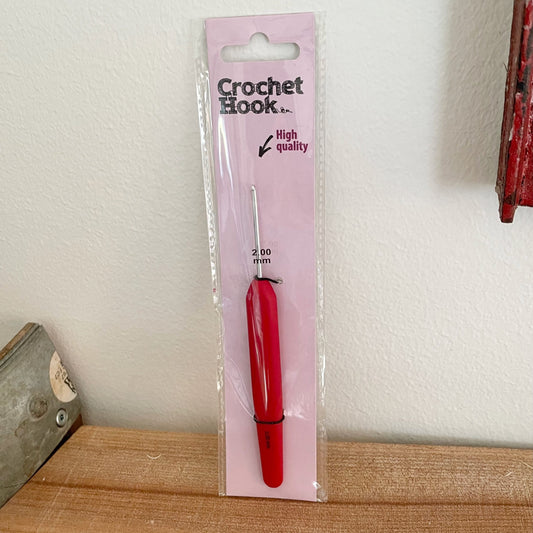 Crochet
Hook
High
quality
2.00
mm